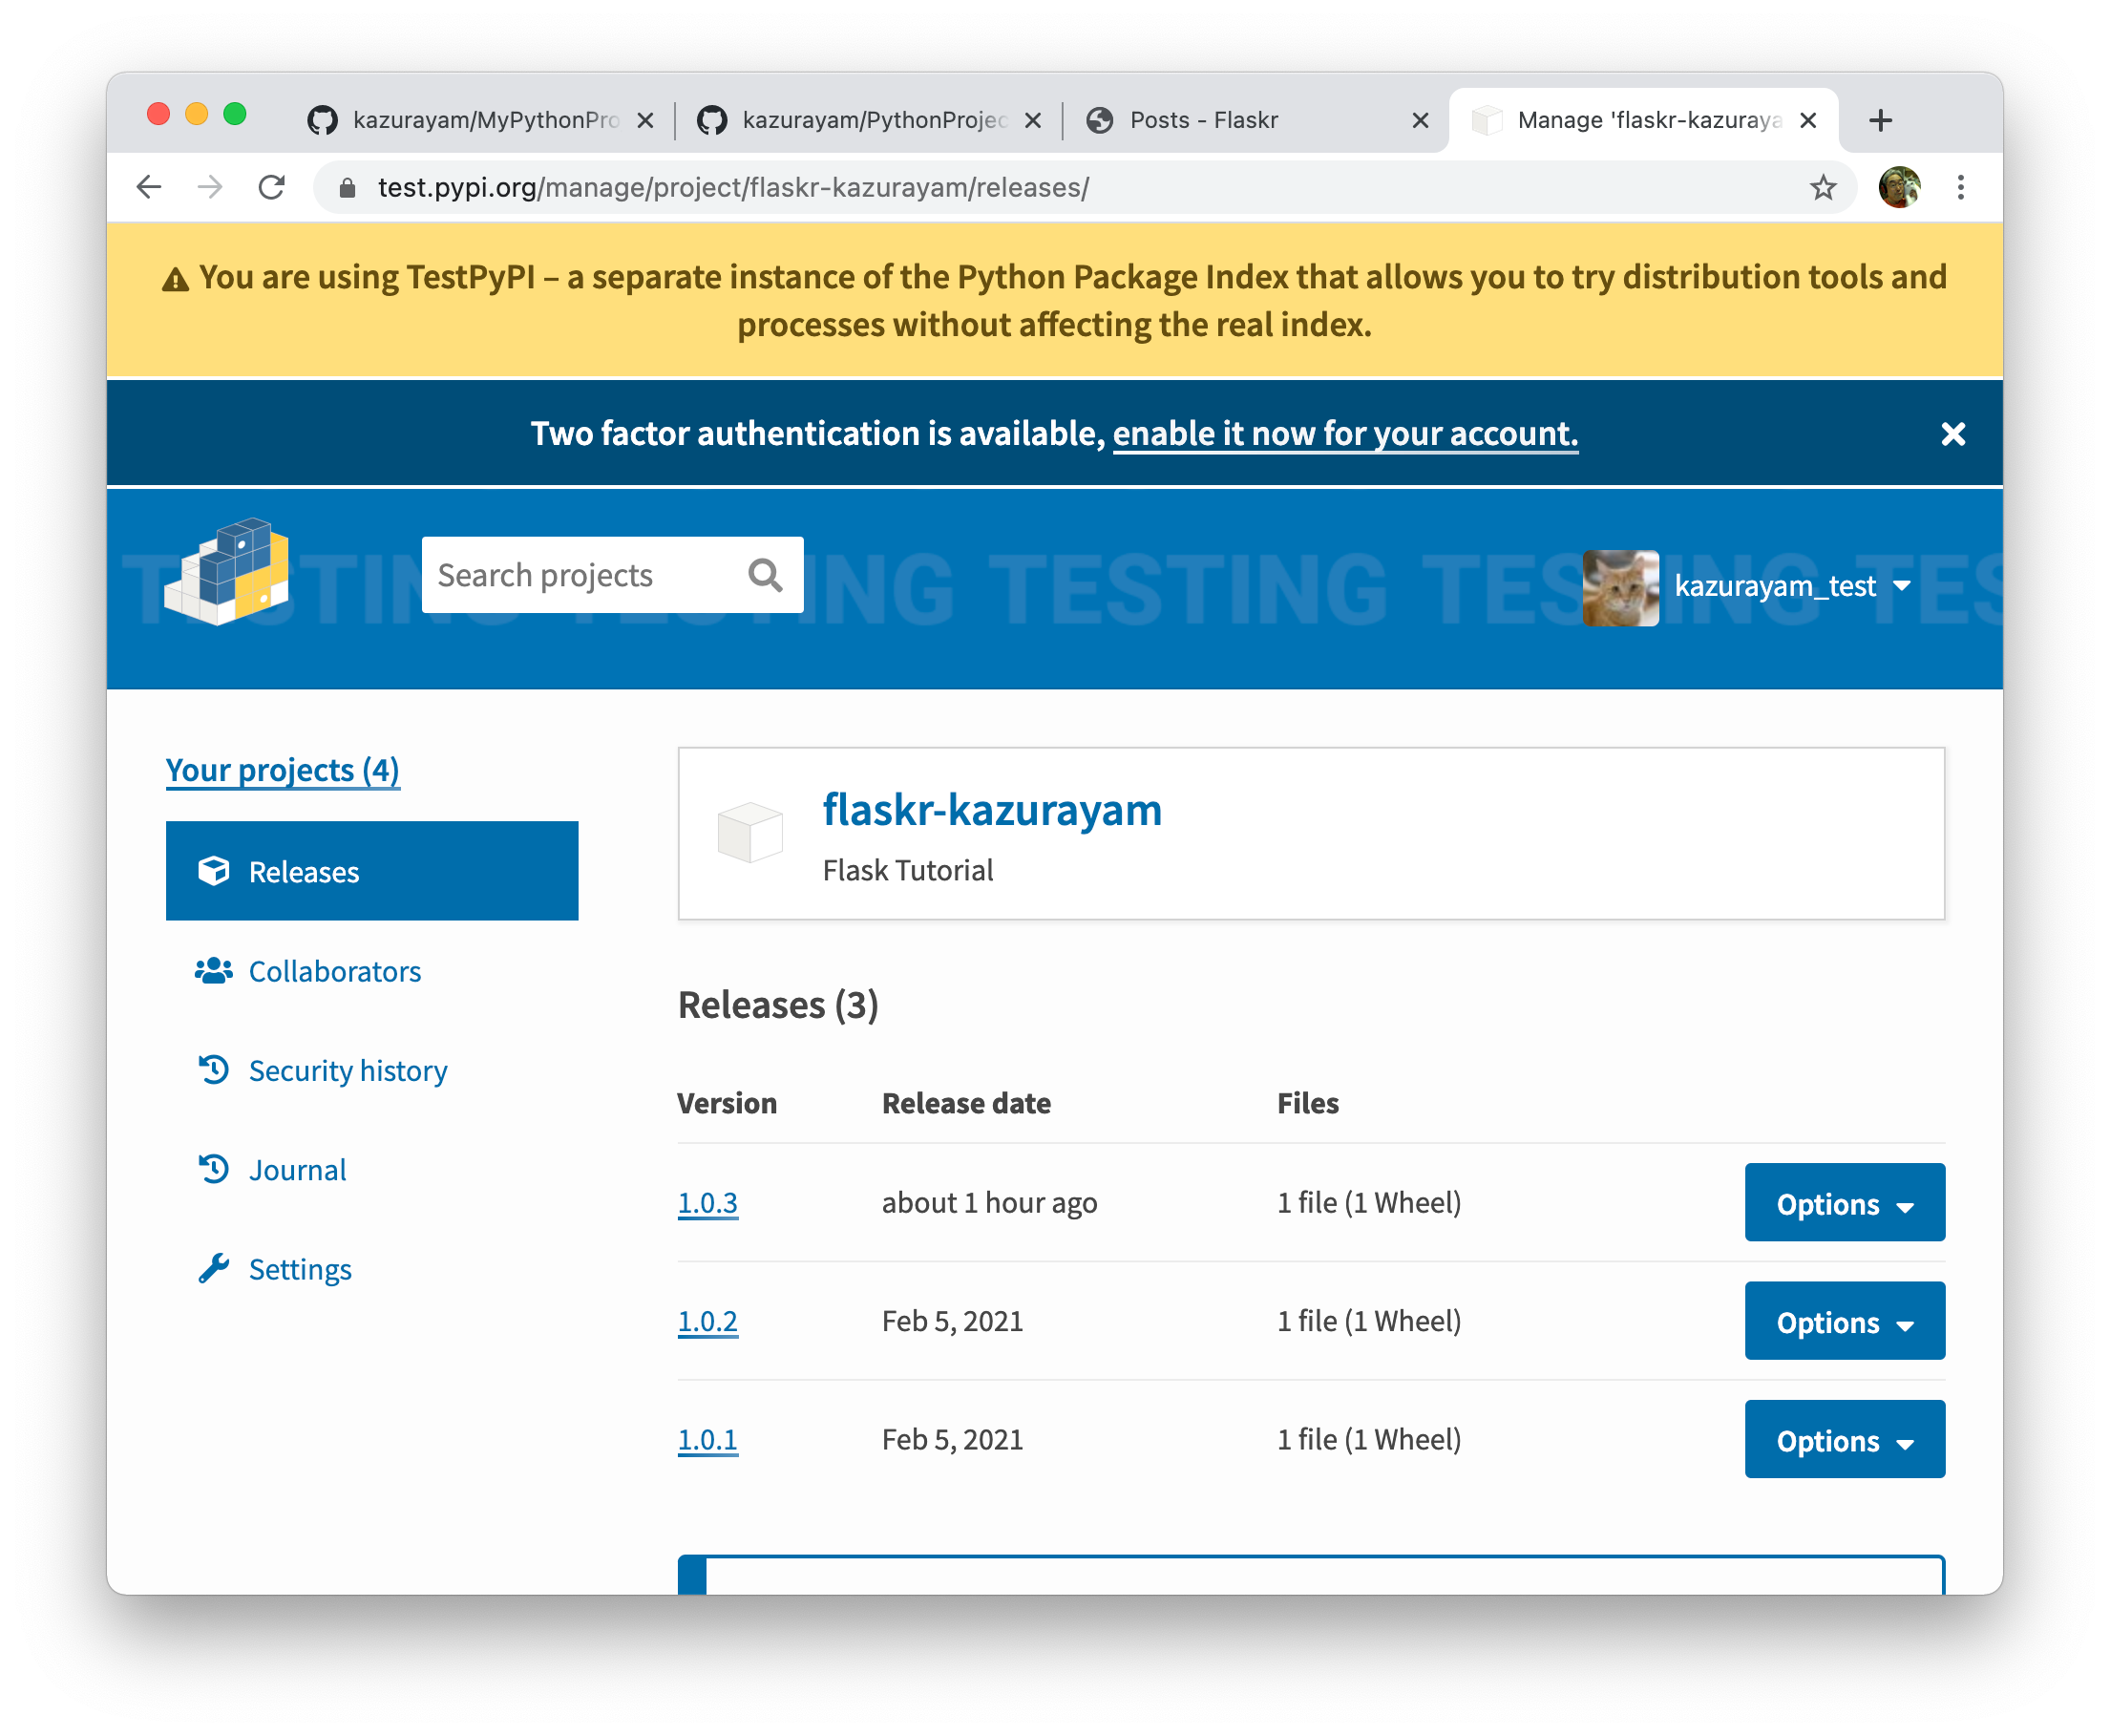 kazurayam/MyPythonPro
kazurayam/PythonProjec
Posts - Flaskr
Manage 'flaskr-kazuraya
test.pypi.org/manage/project/flaskr-kazurayam/releases/
You are using TestPyPI – a separate instance of the Python Package Index that allows you to try distribution tools and
processes without affecting the real index.
Two factor authentication is available, enable it now for your account.
TESTING TESTING TESTING TESTING TES
Search projects
kazurayam_test
Your projects (4)
Releases
Collaborators
Security history
Journal
Settings
flaskr-kazurayam
Flask Tutorial
Releases (3)
Version Release date Files
1.0.3 about 1 hour ago 1 file (1 Wheel) Options
1.0.2 Feb 5, 2021 1 file (1 Wheel) Options
1.0.1 Feb 5, 2021 1 file (1 Wheel) Options